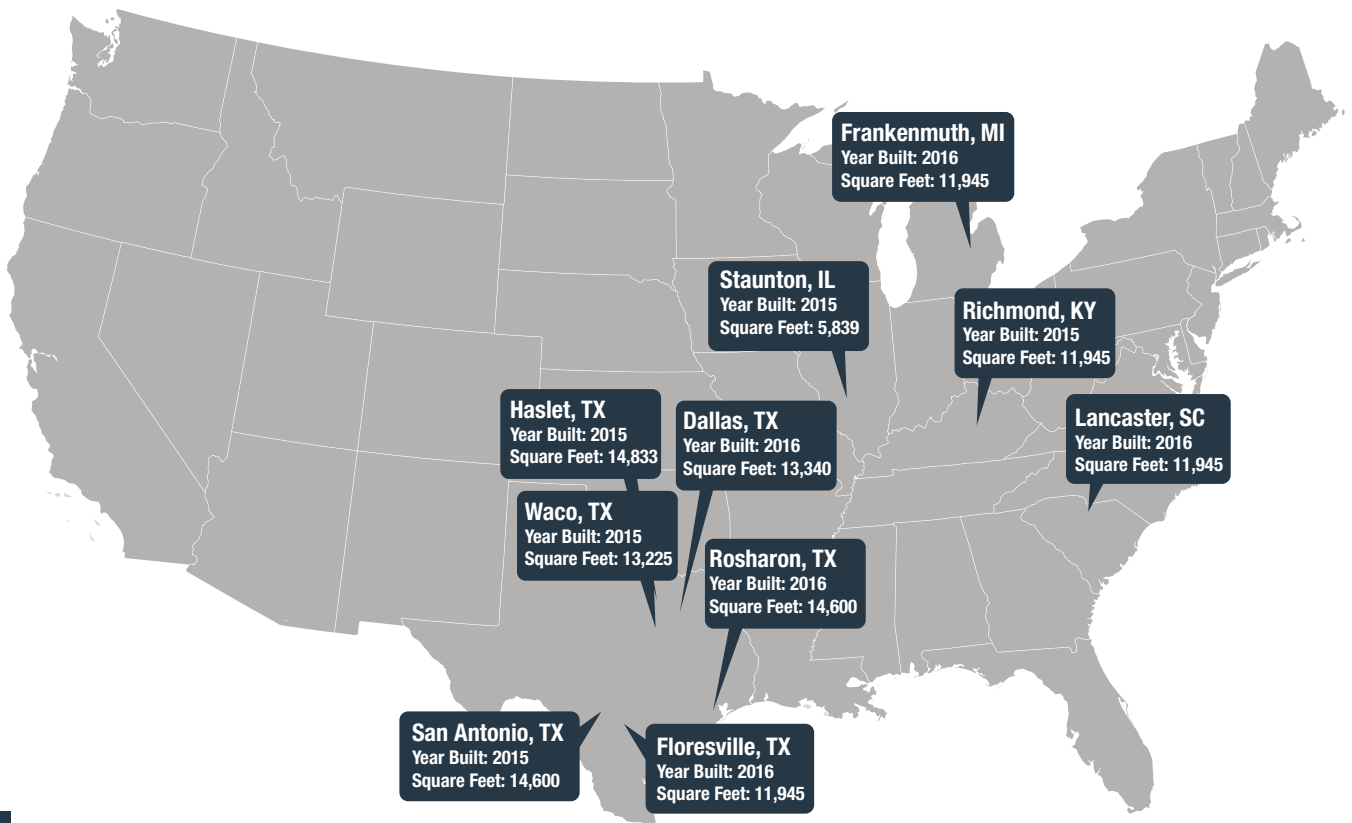 Frankenmuth, MI
Year Built: 2016
Square Feet: 11,945
Staunton, IL
Year Built: 2015
Square Feet: 5,839
Richmond, KY
Year Built: 2015
Square Feet: 11,945
Haslet, TX
Year Built: 2015
Square Feet: 14,833
Dallas, TX
Year Built: 2016
Square Feet: 13,340
Lancaster, SC
Year Built: 2016
Square Feet: 11,945
Waco, TX
Year Built: 2015
Square Feet: 13,225
Rosharon, TX
Year Built: 2016
Square Feet: 14,600
San Antonio, TX
Year Built: 2015
Square Feet: 14,600
Floresville, TX
Year Built: 2016
Square Feet: 11,945